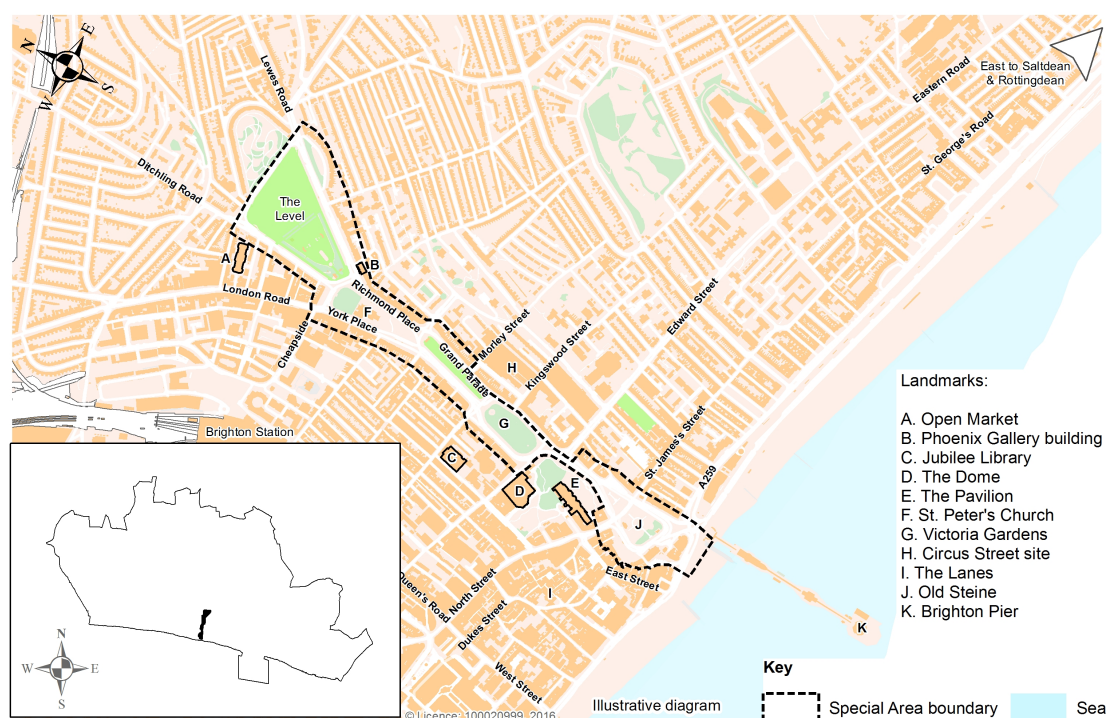 N
E
S
W
Lewes Road
East to Saltdean
& Rottingdean
Eastern Road
St. George's Road
Ditchling Road
The
Level
A
B
London Road
Richmond Place
F
York Place
Cheapside
Edward Street
Morley Street
Kingswood Street
H
Grand Parade
G
Brighton Station
C
D
E
St. James's Street
A259
J
East Street
I
Queen's Road
North Street
Dukes Street
West Street
K
Landmarks:
A. Open Market
B. Phoenix Gallery building
C. Jubilee Library
D. The Dome
E. The Pavilion
F. St. Peter's Church
G. Victoria Gardens
H. Circus Street site
I. The Lanes
J. Old Steine
K. Brighton Pier
N
W
E
S
Key
Special Area boundary
Sea
Illustrative diagram
© Licence: 100020999, 2016